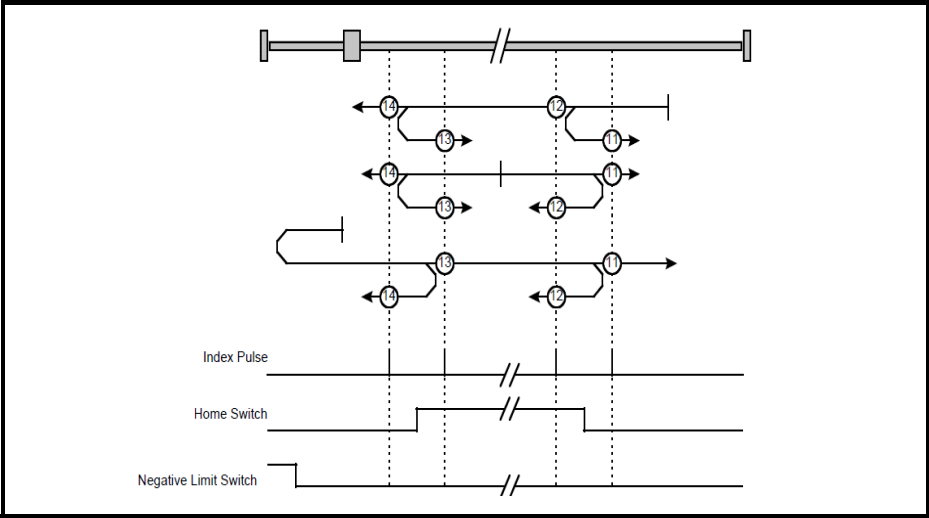 14 12
13 11
14 11
13 12
13 11
14 12
Index Pulse
Home Switch
Negative Limit Switch